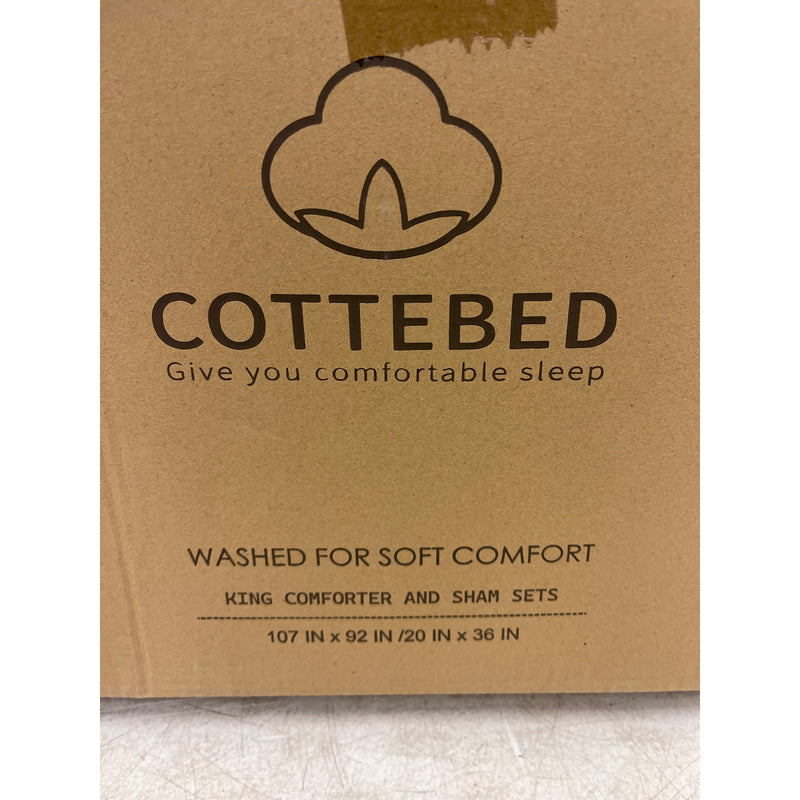 COTTEBED
Give you comfortable sleep
WASHED FOR SOFT COMFORT
KING COMFORTER AND SHAM SETS
107 IN x 92 IN /20 IN x 36 IN